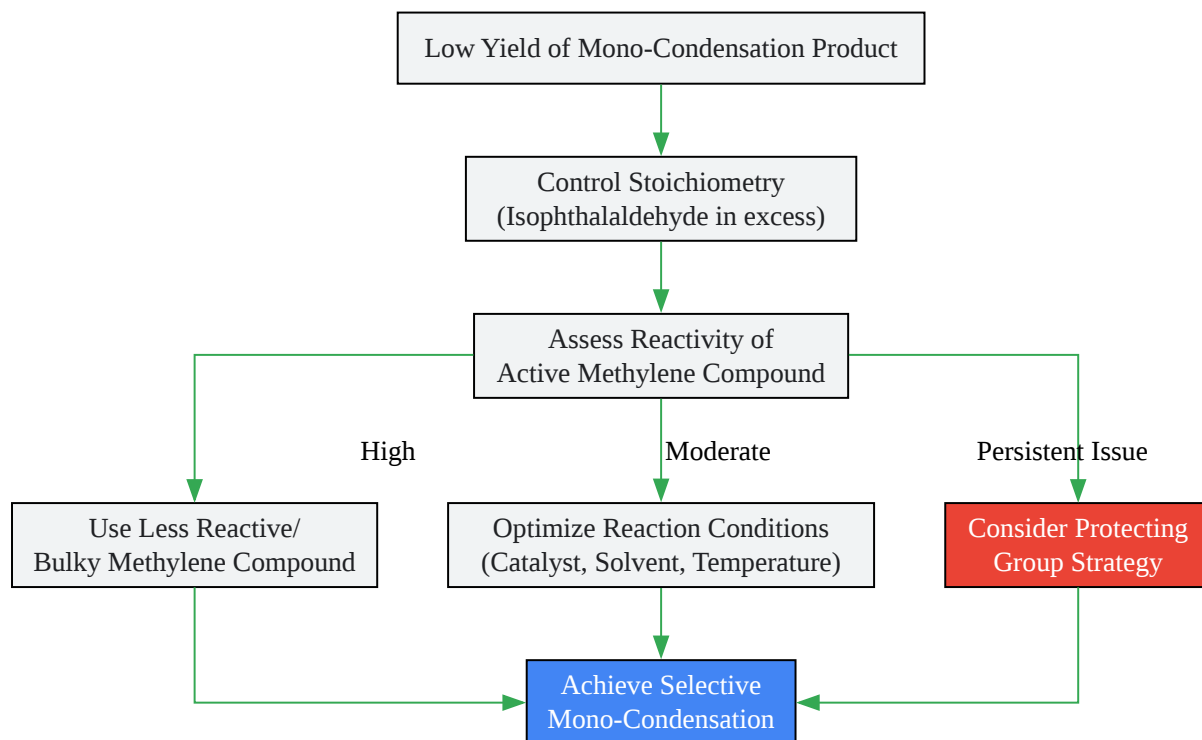 Low Yield of Mono-Condensation Product
Control Stoichiometry
(Isophthalaldehyde in excess)
Assess Reactivity of
Active Methylene Compound
High
Moderate
Persistent Issue
Use Less Reactive/
Bulky Methylene Compound
Optimize Reaction Conditions
(Catalyst, Solvent, Temperature)
Consider Protecting
Group Strategy
Achieve Selective
Mono-Condensation